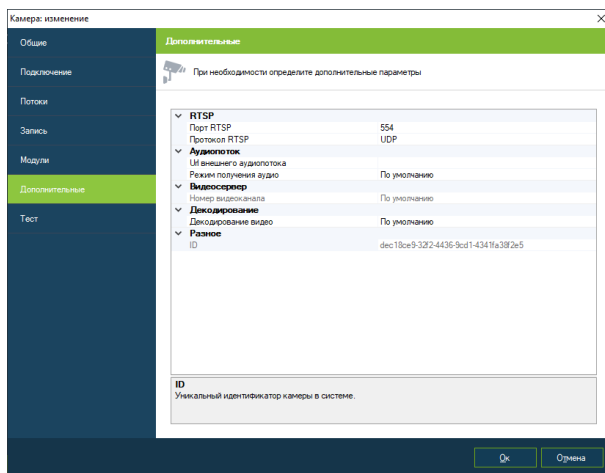 Камера: изменение
Общие
Подключение
Потоки
Запись
Модули
Дополнительные
Тест
Дополнительные
При необходимости определите дополнительные параметры
RTSP
Порт RTSP 554
Протокол RTSP UDP
Аудиопоток
Url внешнего аудиопотока
Режим получения аудио По умолчанию
Видеосервер
Номер видеоканала По умолчанию
Декодирование
Декодирование видео По умолчанию
Разное
ID dec18ce9-32f2-4436-9cd1-4341fa38f2e5
ID
Уникальный идентификатор камеры в системе.
Ок Отмена